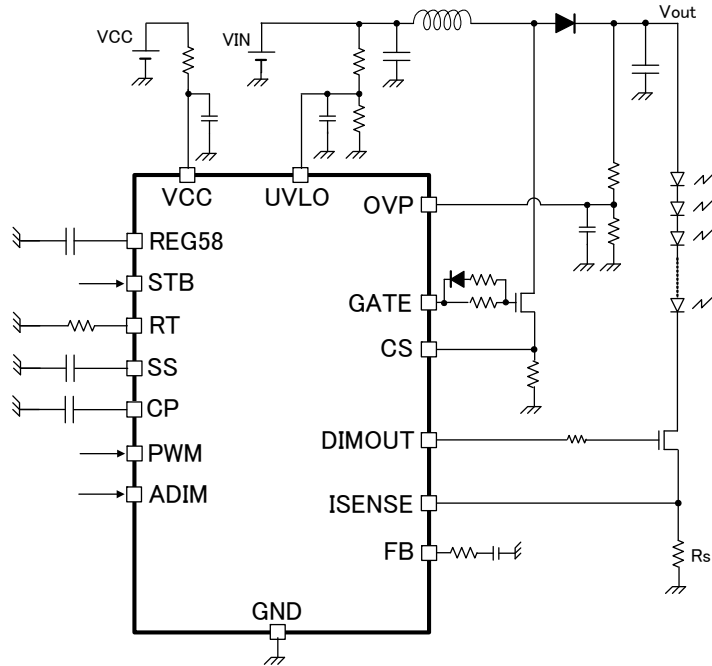 VCC
VIN
Vout
VCC
UVLO
OVP
REG58
STB
GATE
RT
CS
SS
CP
DIMOUT
PWM
ADIM
ISENSE
FB
Rs
GND